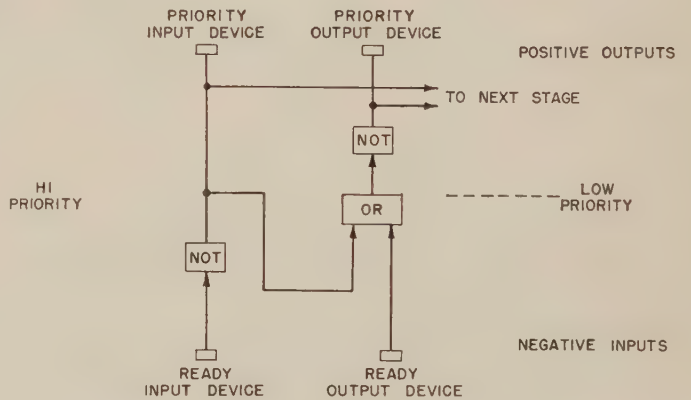 PRIORITY
INPUT DEVICE
PRIORITY
OUTPUT DEVICE
POSITIVE OUTPUTS
TO NEXT STAGE
NOT
HI
PRIORITY
OR
LOW
PRIORITY
NOT
NEGATIVE INPUTS
READY
INPUT DEVICE
READY
OUTPUT DEVICE